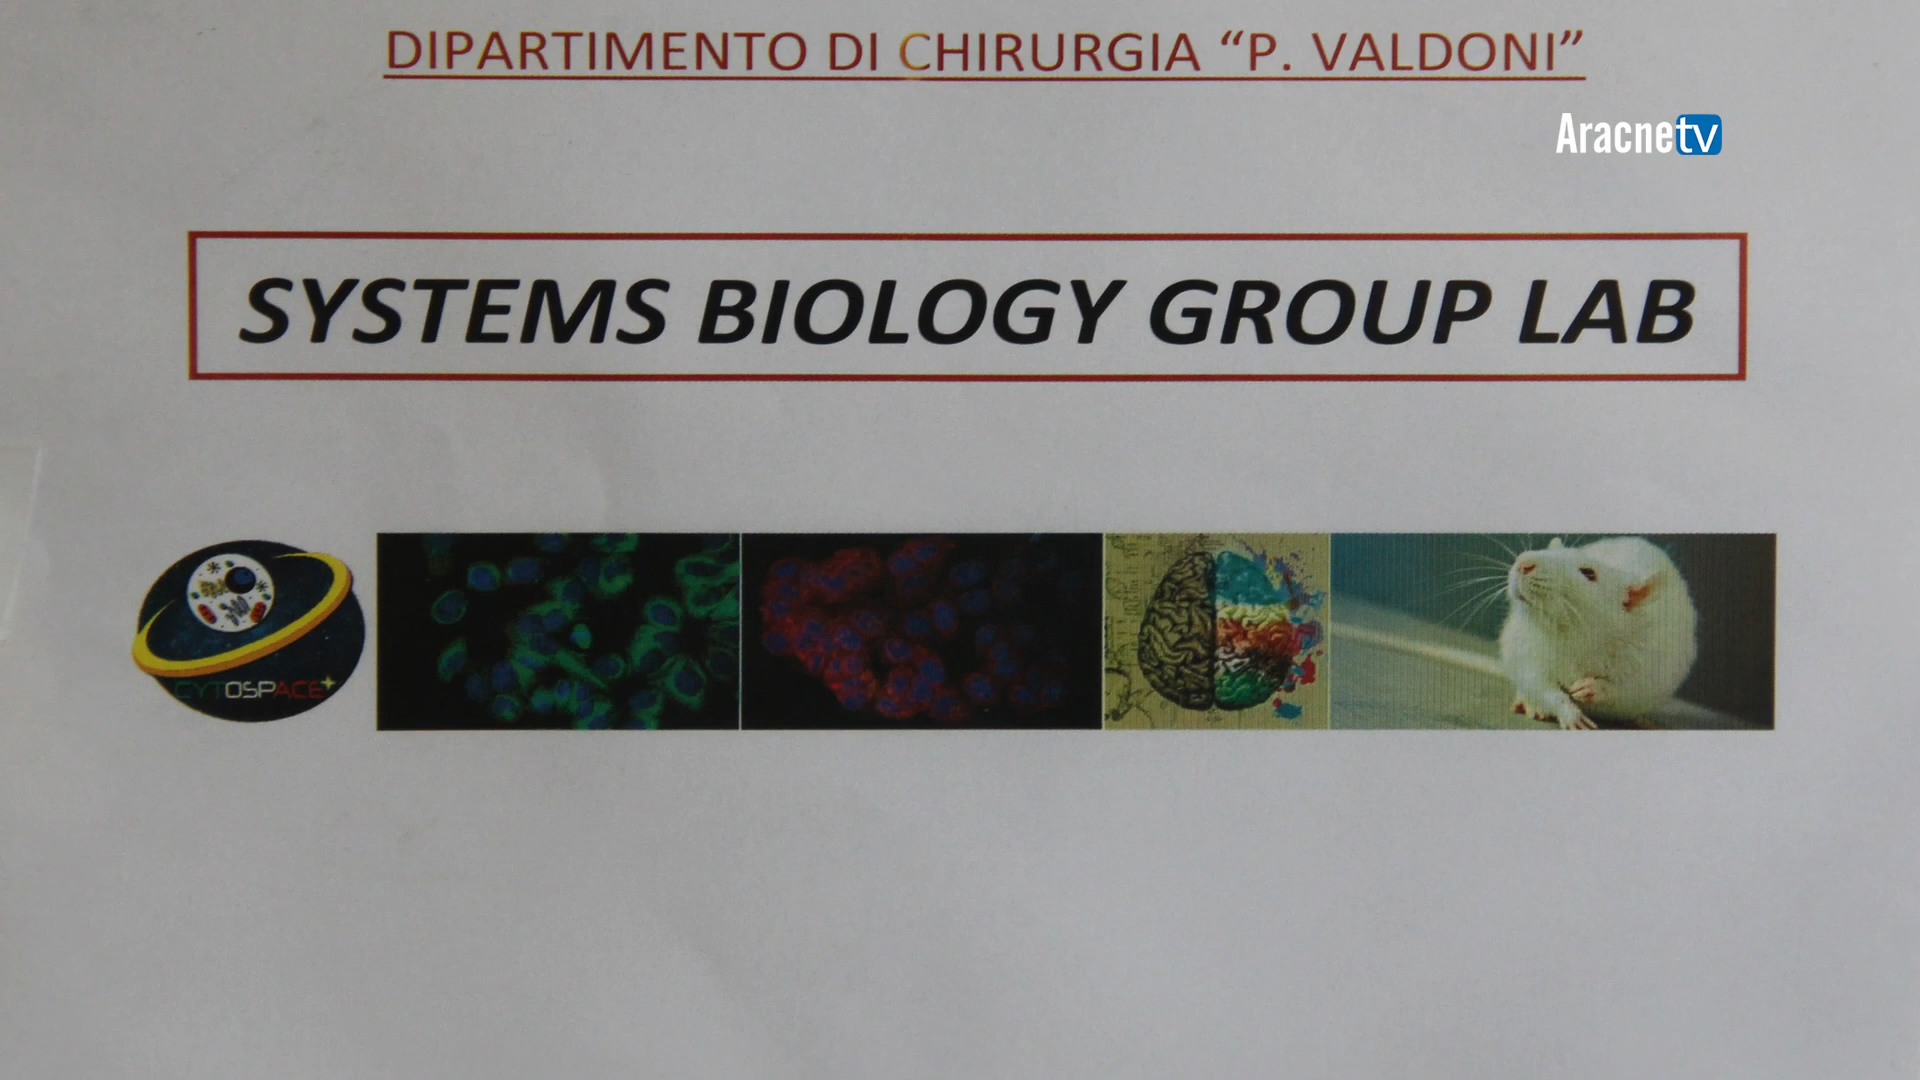 DIPARTIMENTO DI CHIRURGIA “P. VALDONI”
Aracnetv
SYSTEMS BIOLOGY GROUP LAB
CYTOSPACE